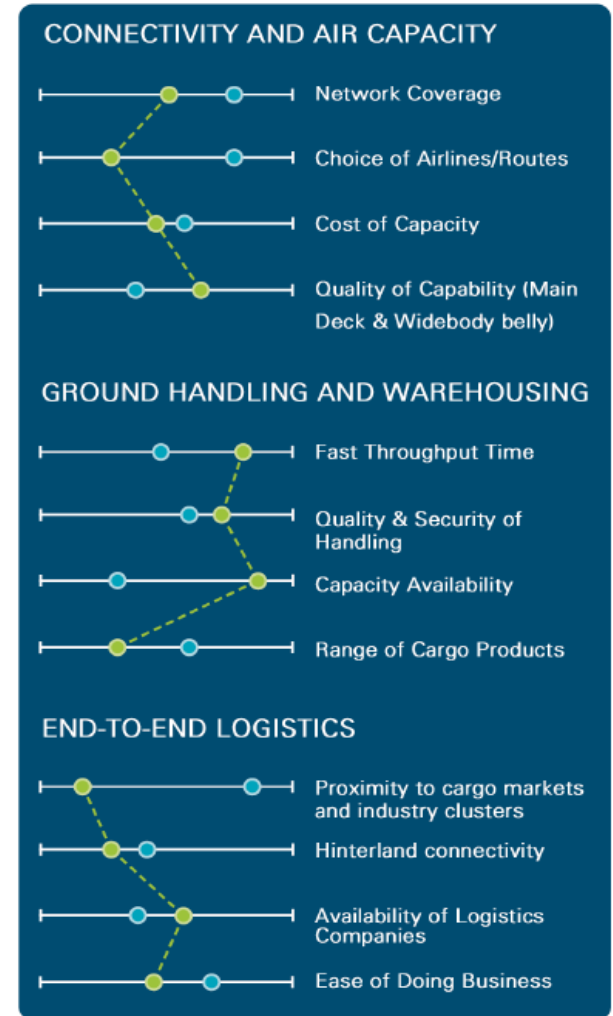 CONNECTIVITY AND AIR CAPACITY
Network Coverage
Choice of Airlines/Routes
Cost of Capacity
Quality of Capability (Main
Deck & Widebody belly)
GROUND HANDLING AND WAREHOUSING
Fast Throughput Time
Quality & Security of
Handling
Capacity Availability
Range of Cargo Products
END-TO-END LOGISTICS
Proximity to cargo markets
and industry clusters
Hinterland connectivity
Availability of Logistics
Companies
Ease of Doing Business